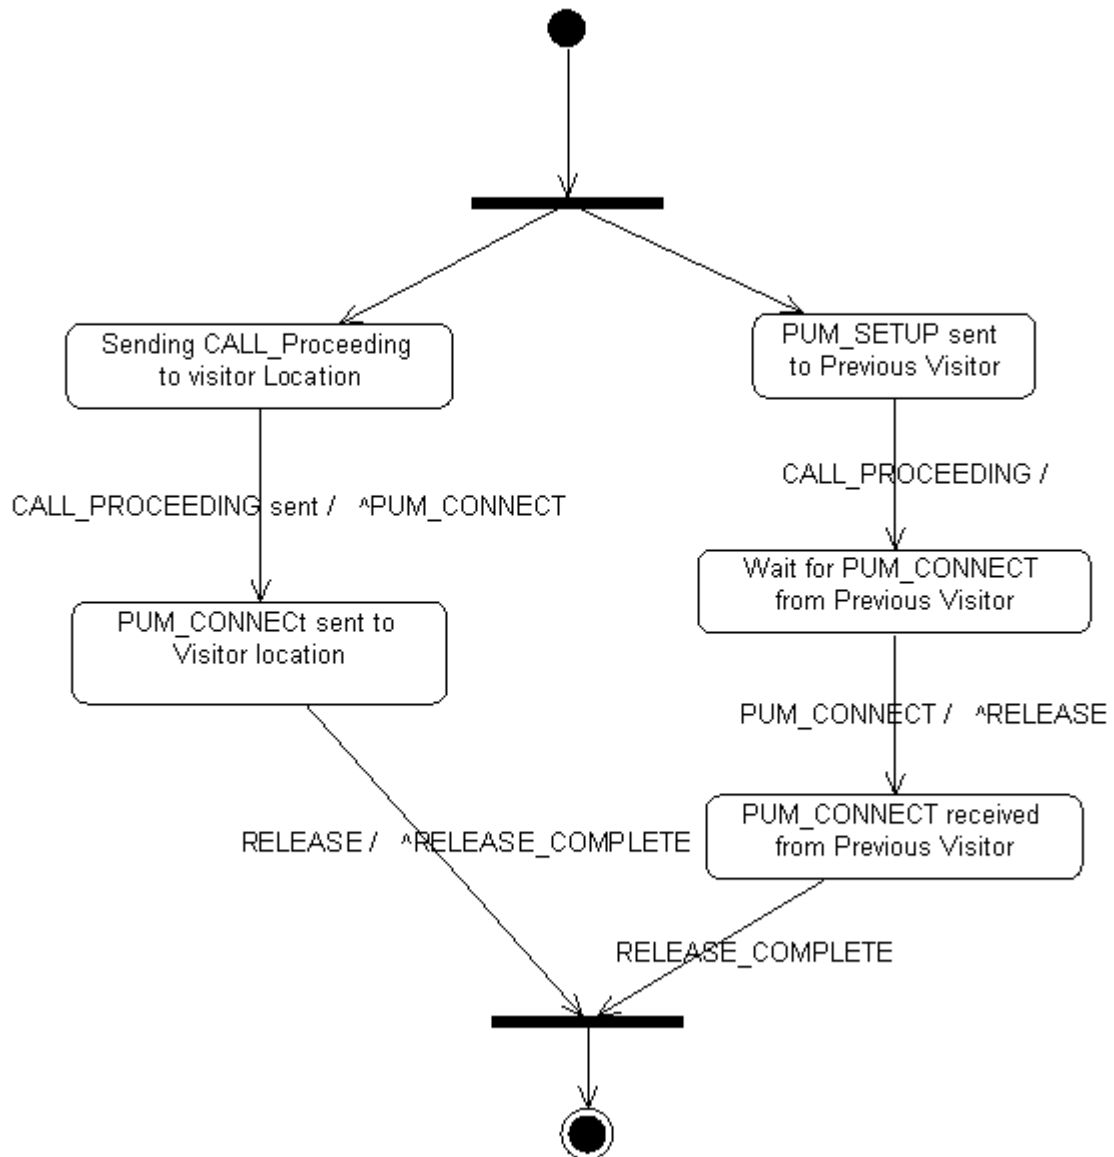 Sending CALL_Proceeding
to visitor Location
PUM_SETUP sent
to Previous Visitor
CALL_PROCEEDING /
CALL_PROCEEDING sent /   ^PUM_CONNECT
Wait for PUM_CONNECT
from Previous Visitor
PUM_CONNECt sent to
Visitor location
PUM_CONNECT /   ^RELEASE
PUM_CONNECT received
from Previous Visitor
RELEASE /   ^RELEASE_COMPLETE
RELEASE_COMPLETE